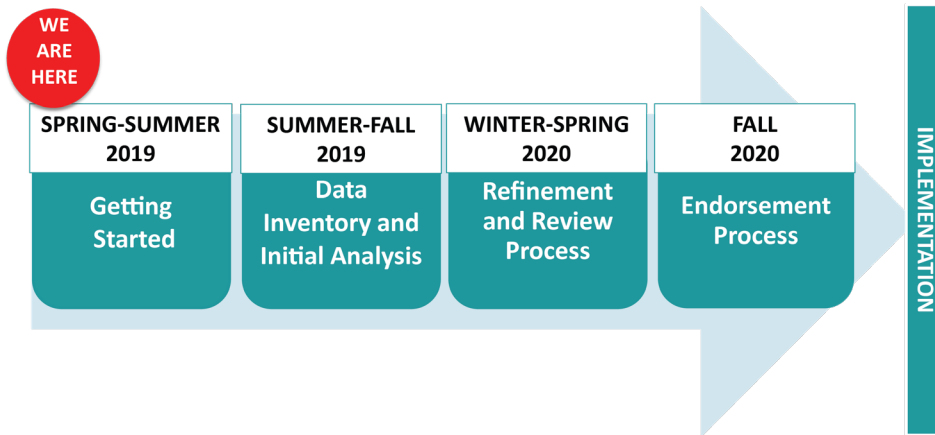 WE
ARE
HERE
SPRING-SUMMER
2019
Getting
Started
SUMMER-FALL
2019
Data
Inventory and
Initial Analysis
WINTER-SPRING
2020
Refinement
and Review
Process
FALL
2020
Endorsement
Process
IMPLEMENTATION